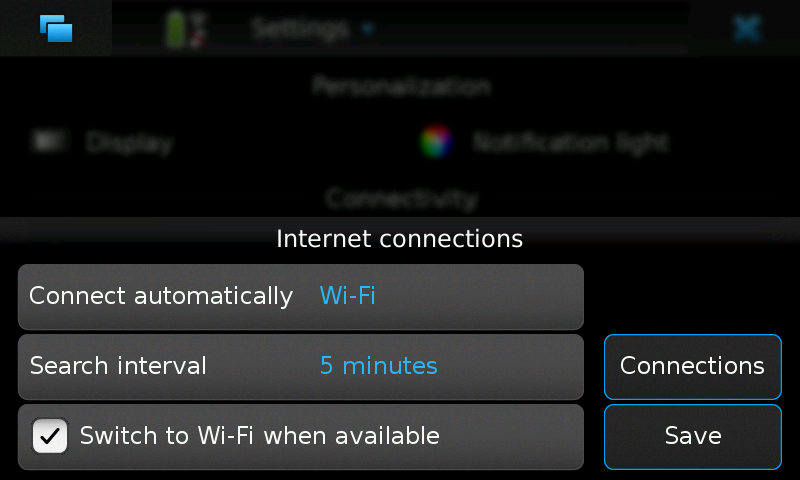 Settings
Personalization
Display
Notification light
Connectivity
Internet connections
Connect automatically Wi-Fi
Search interval 5 minutes
Connections
Switch to Wi-Fi when available
Save